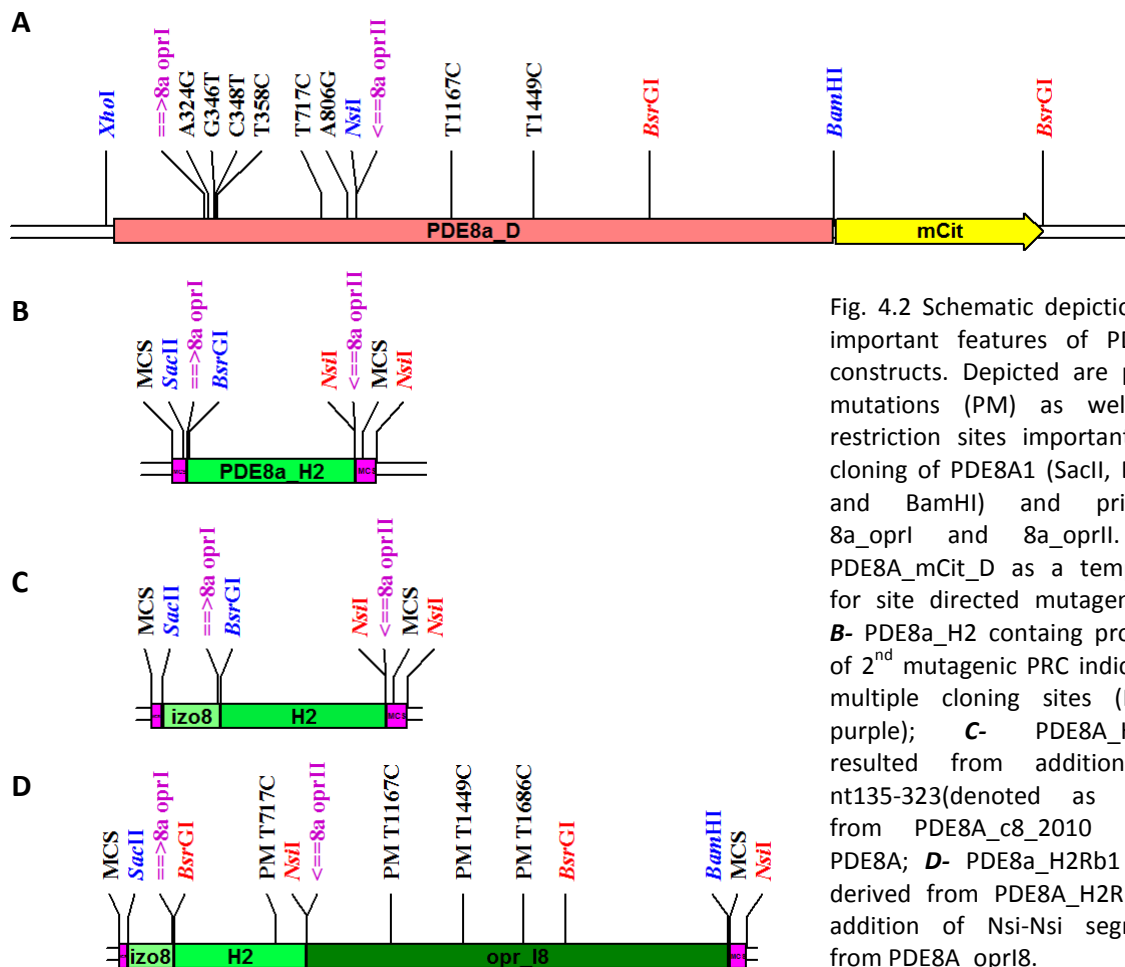 A
XhoI
==>8a oprI
A324G
G346T
C348T
T358C
T717C
A806G
NsiI
<==8a oprII
T1167C
T1449C
BsrGI
BamHI
BsrGI
PDE8a_D
mCit
B
MCS
SacII
==>8a oprI
BsrGI
NsiI
<==8a oprII
MCS
NsiI
PDE8a_H2
MCS
C
MCS
SacII
==>8a oprI
BsrGI
NsiI
<==8a oprII
MCS
NsiI
izo8
H2
MCS
D
MCS
SacII
==>8a oprI
BsrGI
PM T717C
NsiI
<==8a oprII
PM T1167C
PM T1449C
PM T1686C
BsrGI
BamHI
MCS
NsiI
izo8
H2
opr_I8
Fig. 4.2 Schematic depictio
important features of PD
constructs. Depicted are p
mutations (PM) as wel
restriction sites important
cloning of PDE8A1 (SacII,
and BamHI) and pri
8a_oprI and 8a_oprII.
PDE8A_mCit_D as a tem
for site directed mutagen
B- PDE8a_H2 containg pro
of 2nd mutagenic PRC indic
multiple cloning sites (
purple); C- PDE8A_H
resulted from addition
nt135-323(denoted as
from PDE8A_c8_2010
PDE8A; D- PDE8a_H2Rb1
derived from PDE8A_H2R
addition of Nsi-Nsi segm
from PDE8A_oprI8.